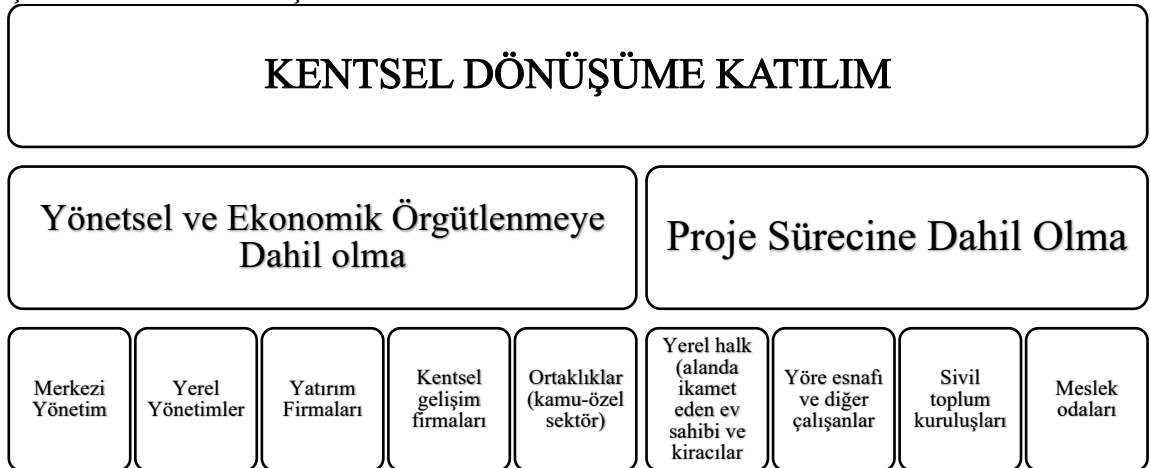 KENTSEL DÖNÜŞÜME KATILIM
Yönetsel ve Ekonomik Örgütlenmeye
Dahil olma
Proje Sürecine Dahil Olma
Merkezi
Yönetim
Yerel
Yönetimler
Yatırım
Firmaları
Kentsel
gelişim
firmaları
Ortaklıklar
(kamu-özel
sektör)
Yerel halk
(alanda
ikamet
eden ev
sahibi ve
kiracılar
Yöre esnafı
ve diğer
çalışanlar
Sivil
toplum
kuruluşları
Meslek
odaları